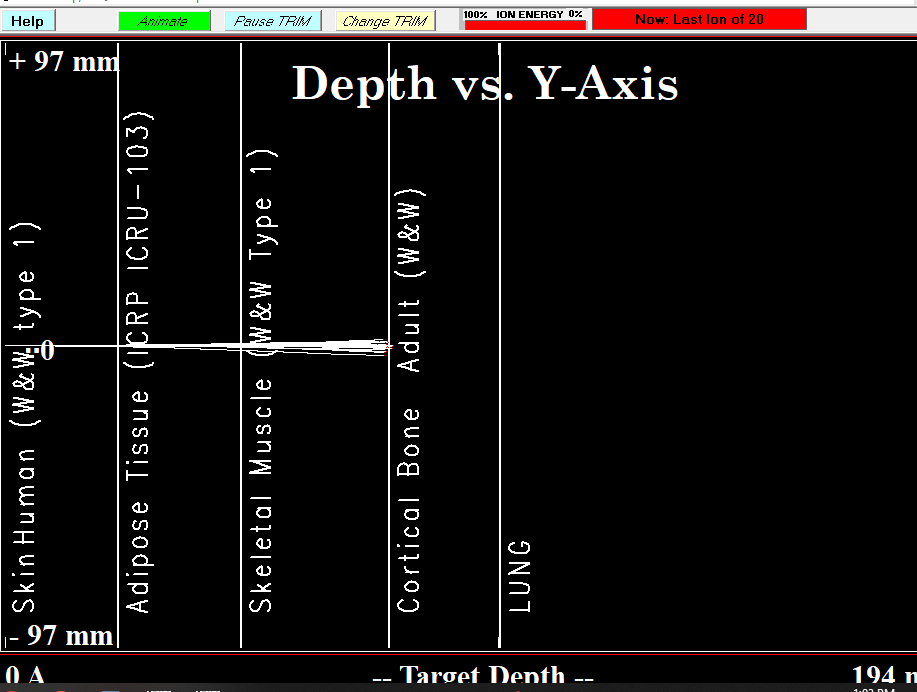 Help
Animate
Pause TRIM
Change TRIM
100% ION ENERGY 0%
Now: Last Ion of 20
+ 97 mm
Depth vs. Y-Axis
SkinHuman (W&W type 1)
Adipose Tissue (ICRP ICRU-103)
Skeletal Muscle (W&W Type 1)
Cortical Bone Adult (W&W)
LUNG
0
- 97 mm
0 A
-- Target Depth --
194 m